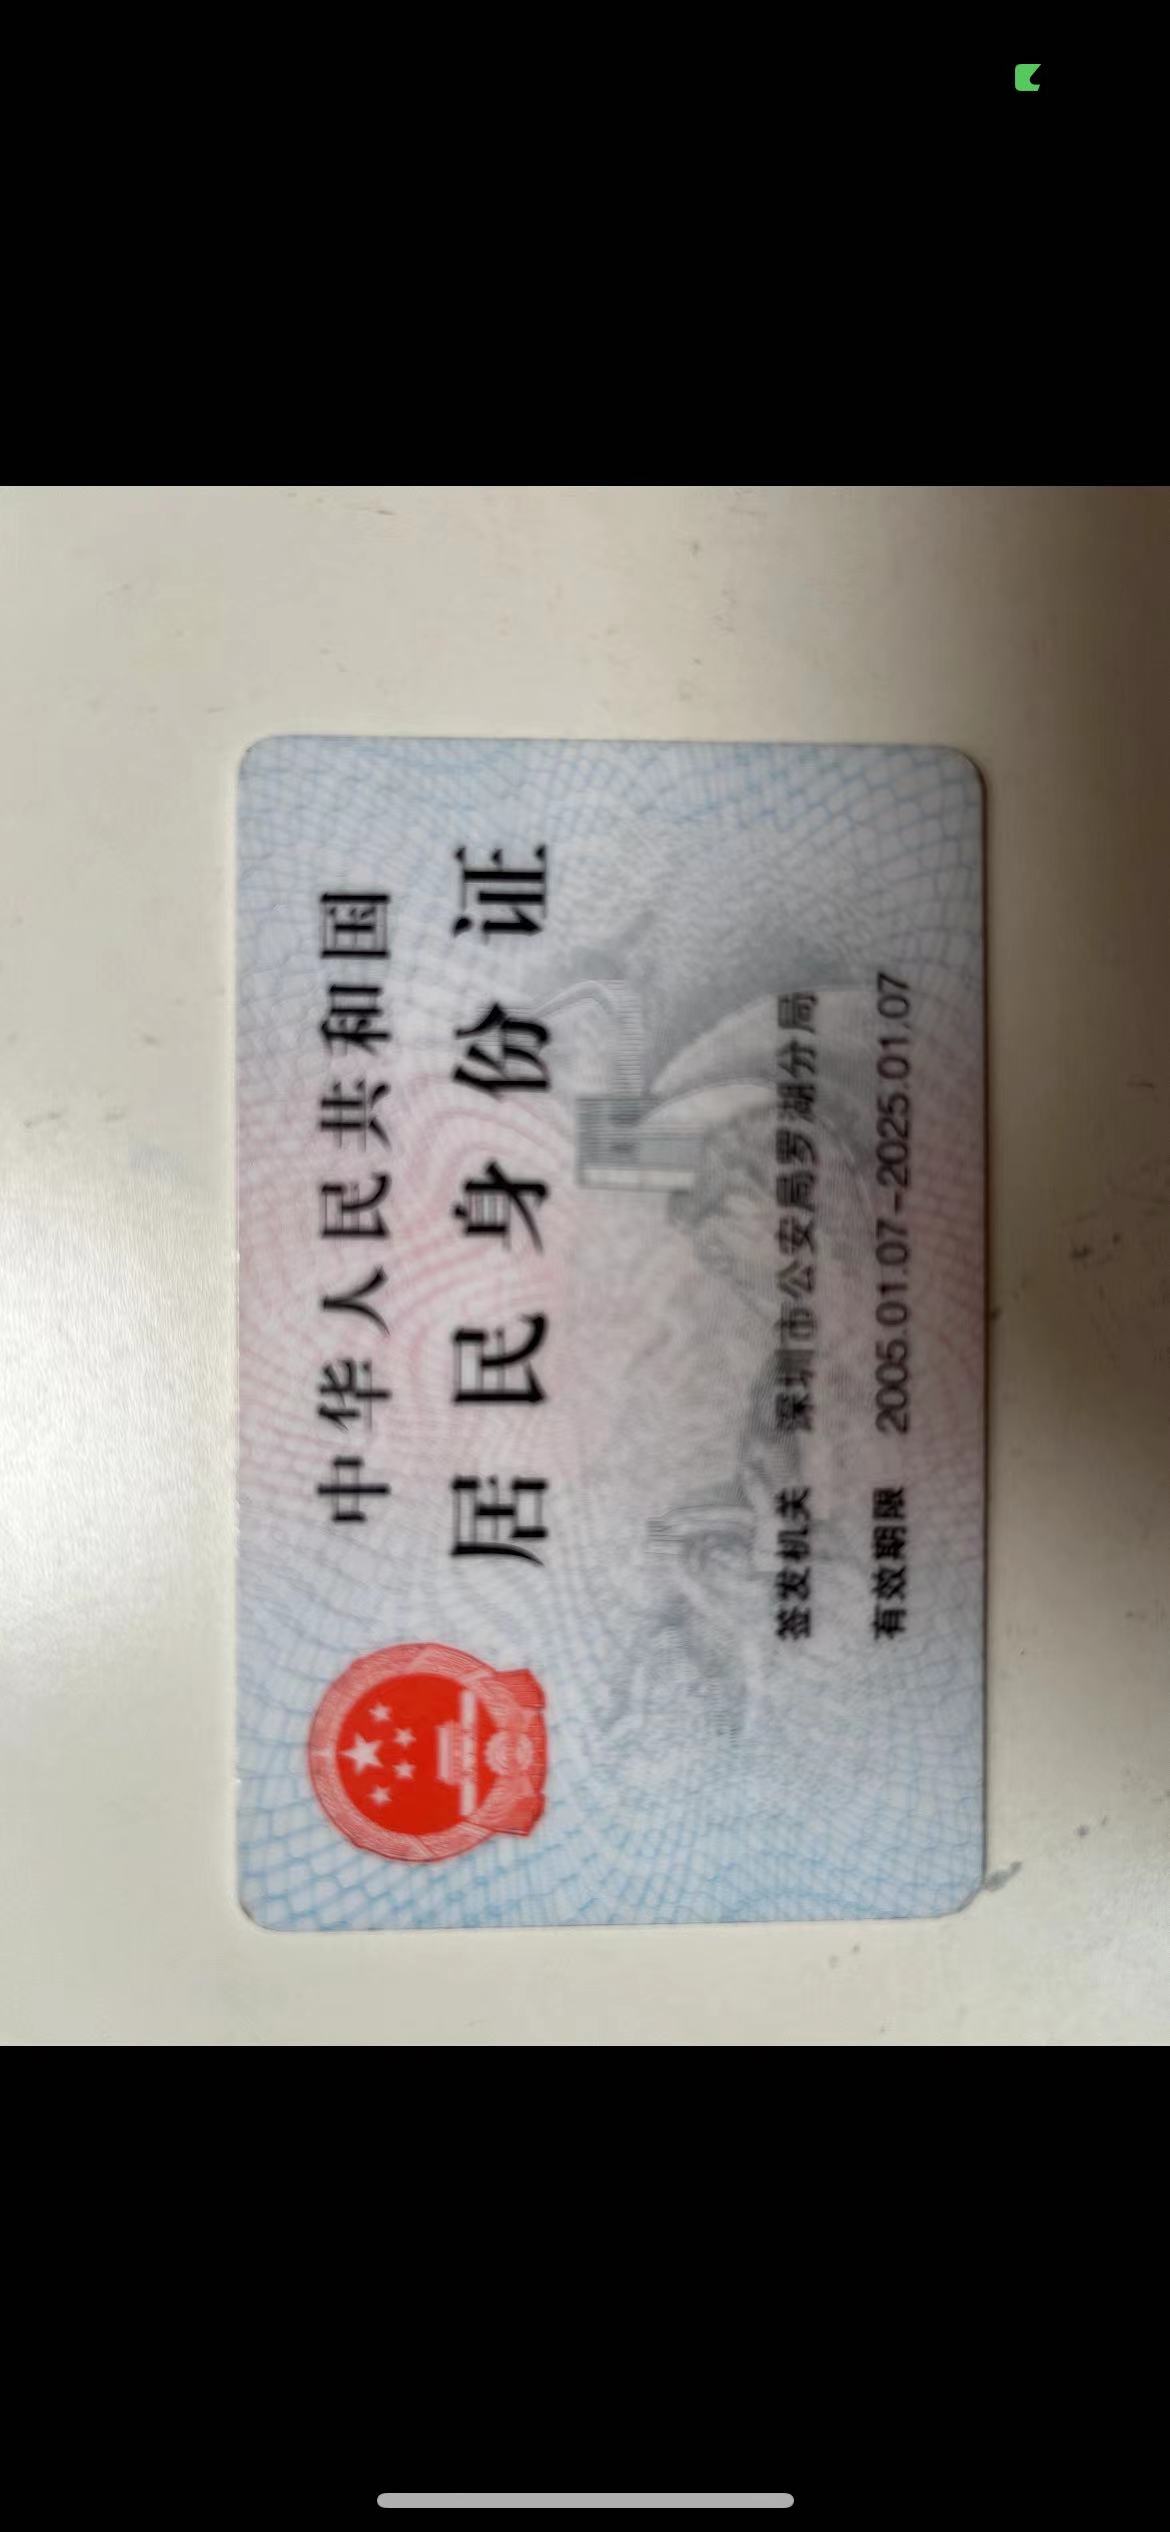 中华人民共和国
居民身份证
签发机关 深圳市公安局罗湖分局
有效期限 2005.01.07-2025.01.07